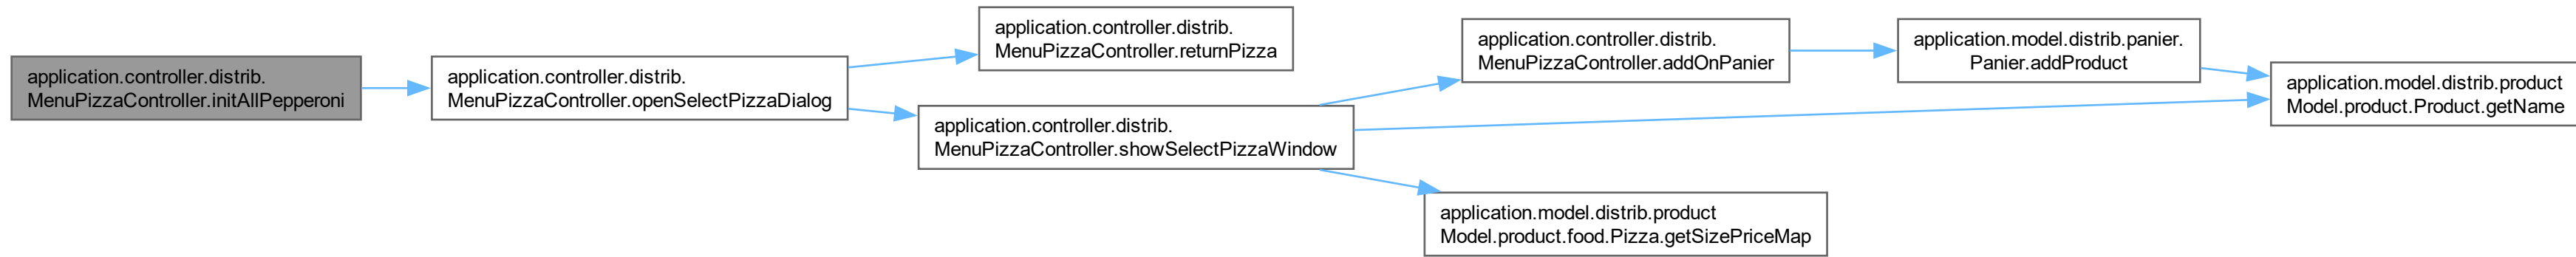 application.controller.distrib.
MenuPizzaController.initAllPepperoni
application.controller.distrib.
MenuPizzaController.openSelectPizzaDialog
application.controller.distrib.
MenuPizzaController.returnPizza
application.controller.distrib.
MenuPizzaController.showSelectPizzaWindow
application.controller.distrib.
MenuPizzaController.addOnPanier
application.model.distrib.panier.
Panier.addProduct
application.model.distrib.product
Model.product.Product.getName
application.model.distrib.product
Model.product.food.Pizza.getSizePriceMap